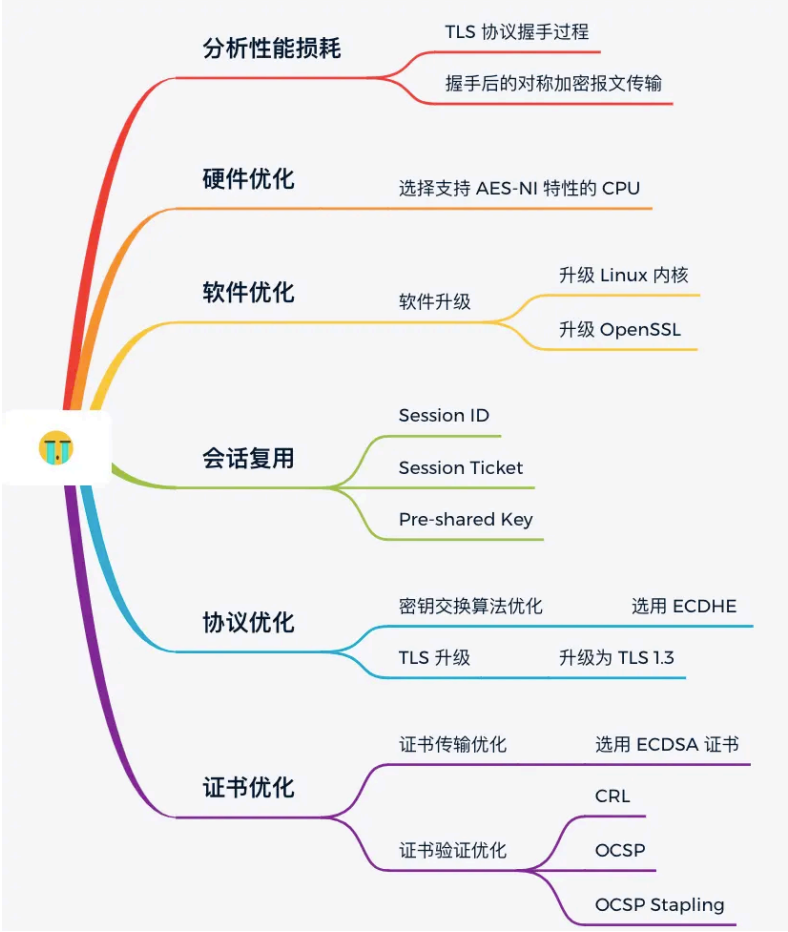 分析性能损耗
TLS 协议握手过程
握手后的对称加密报文传输
硬件优化
选择支持 AES-NI 特性的 CPU
软件优化
软件升级
升级 Linux 内核
升级 OpenSSL
会话复用
Session ID
Session Ticket
Pre-shared Key
协议优化
密钥交换算法优化
选用 ECDHE
TLS 升级
升级为 TLS 1.3
证书优化
证书传输优化
选用 ECDSA 证书
证书验证优化
CRL
OCSP
OCSP Stapling